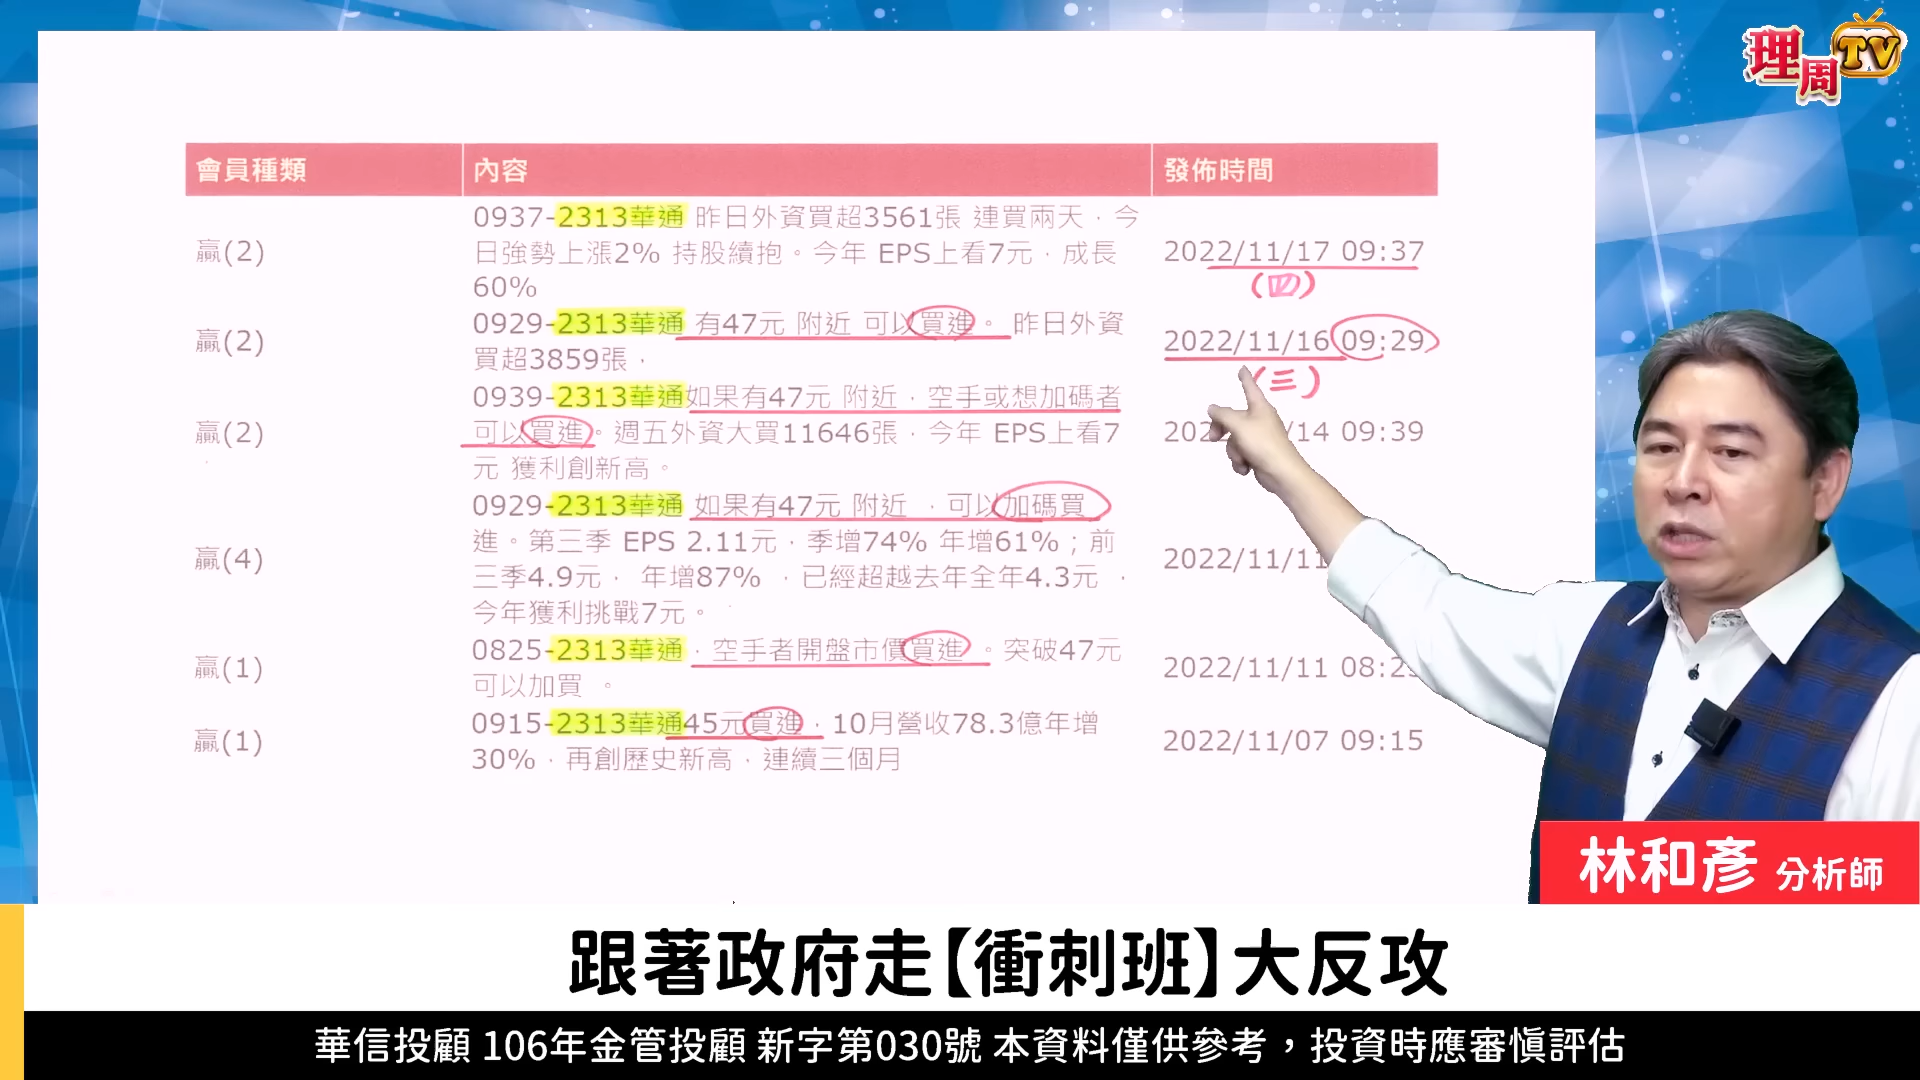 理周TV
會員種類 內容 發佈時間
贏(2)
0937-2313華通 昨日外資買超3561張 連買兩天，今
日強勢上漲2% 持股續抱。今年 EPS上看7元，成長
60%
2022/11/17 09:37
(四)
贏(2)
0929-2313華通 有47元 附近 可以買進。 昨日外資
買超3859張，
2022/11/16 09:29
(三)
贏(2)
0939-2313華通如果有47元 附近，空手或想加碼者
可以買進。週五外資大買11646張，今年 EPS上看7
元 獲利創新高。
202 /14 09:39
贏(4)
0929-2313華通 如果有47元 附近 ，可以加碼買
進。第三季 EPS 2.11元，季增74% 年增61%；前
三季4.9元， 年增87% ，已經超越去年全年4.3元 ，
今年獲利挑戰7元。
2022/11/11
贏(1)
0825-2313華通，空手者開盤市價買進 。突破47元
可以加買 。
2022/11/11 08:2
贏(1)
0915-2313華通45元買進，10月營收78.3億年增
30%，再創歷史新高，連續三個月
2022/11/07 09:15
林和彥 分析師
跟著政府走【衝刺班】大反攻
華信投顧 106年金管投顧 新字第030號 本資料僅供參考，投資時應審慎評估